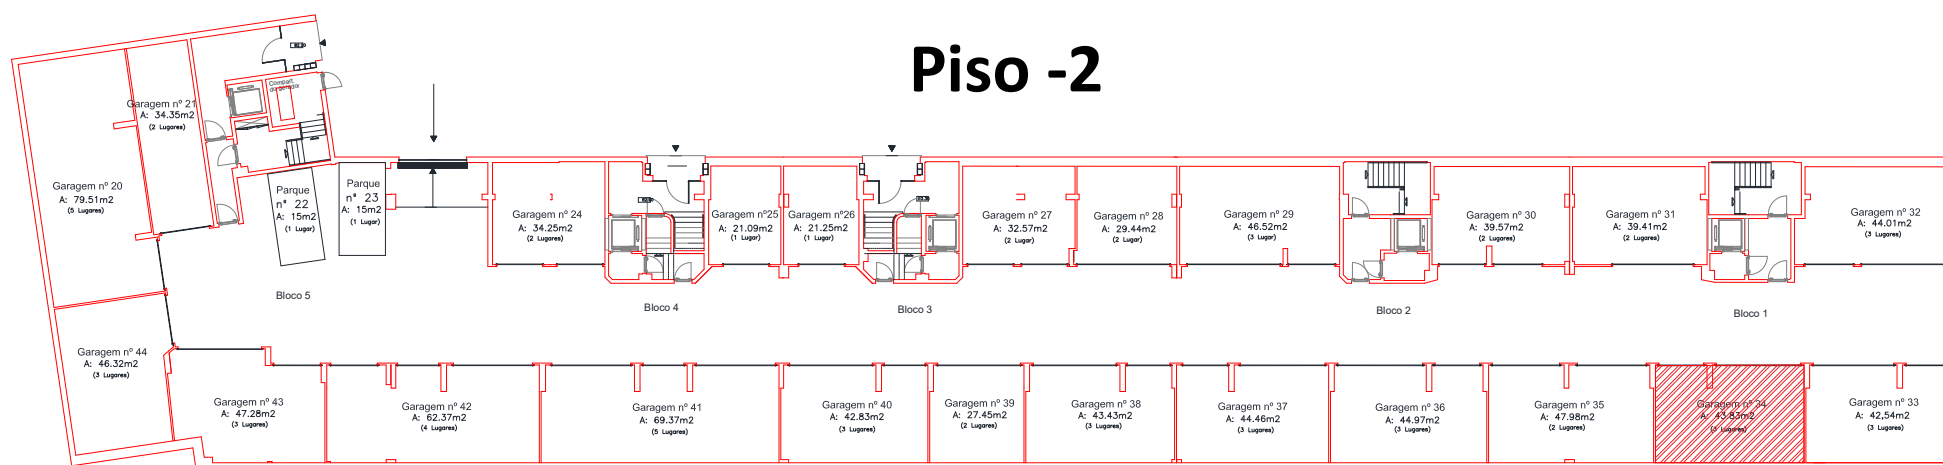 Piso -2
Compart.
do gerador
Garagem nº 21
A: 34.35m2
(2 Lugares)
Garagem nº 20
A: 79.51m2
(5 Lugares)
Parque
nº 22
A: 15m2
(1 Lugar)
Parque
nº 23
A: 15m2
(1 Lugar)
Garagem nº 24
A: 34.25m2
(2 Lugares)
Garagem nº25
A: 21.09m2
(1 Lugar)
Garagem nº26
A: 21.25m2
(1 Lugar)
Garagem nº 27
A: 32.57m2
(2 Lugar)
Garagem nº 28
A: 29.44m2
(2 Lugar)
Garagem nº 29
A: 46.52m2
(3 Lugar)
Garagem nº 30
A: 39.57m2
(2 Lugares)
Garagem nº 31
A: 39.41m2
(2 Lugares)
Garagem nº 32
A: 44.01m2
(3 Lugares)
Bloco 5
Bloco 4
Bloco 3
Bloco 2
Bloco 1
Garagem nº 44
A: 46.32m2
(3 Lugares)
Garagem nº 43
A: 47.28m2
(3 Lugares)
Garagem nº 42
A: 62.37m2
(4 Lugares)
Garagem nº 41
A: 69.37m2
(5 Lugares)
Garagem nº 40
A: 42.83m2
(3 Lugares)
Garagem nº 39
A: 27.45m2
(2 Lugares)
Garagem nº 38
A: 43.43m2
(3 Lugares)
Garagem nº 37
A: 44.46m2
(3 Lugares)
Garagem nº 36
A: 44.97m2
(3 Lugares)
Garagem nº 35
A: 47.98m2
(2 Lugares)
Garagem nº 34
A: 43.83m2
(3 Lugares)
Garagem nº 33
A: 42,54m2
(3 Lugares)